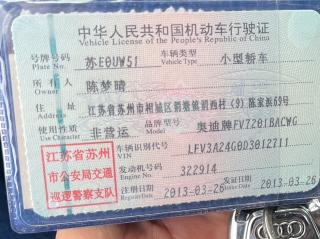 中华人民共和国机动车行驶证
Vehicle License of the People's Republic of China
号牌号码 苏E0UW51 车辆类型 小型轿车
Plate No. Vehicle Type
所有人 陈梦晴
Owner
住址 江苏省苏州市相城区 (9)陈家浜69号
Address
使用性质 非营运 奥迪牌FV7201BACWG
Use Character
江苏省苏州
市公安局交通
巡逻警察支队
车辆识别代号 LFV3A24G0D3012711
VIN
发动机号码 322914
Engine No.
注册日期 2013-03-26 发证日期 2013-03-26
Register Date Issue Date